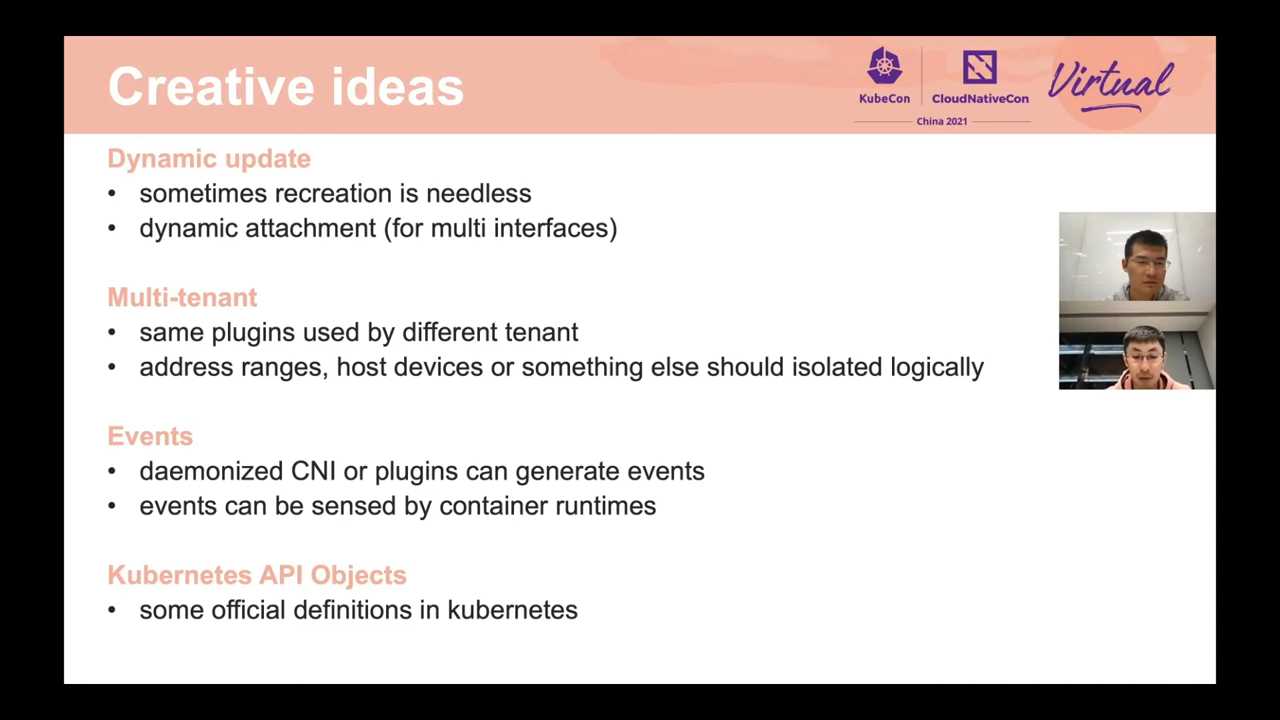 Creative ideas
KubeCon
CloudNativeCon
China 2021
Virtual
Dynamic update
• sometimes recreation is needless
• dynamic attachment (for multi interfaces)
Multi-tenant
• same plugins used by different tenant
• address ranges, host devices or something else should isolated logically
Events
• daemonized CNI or plugins can generate events
• events can be sensed by container runtimes
Kubernetes API Objects
• some official definitions in kubernetes